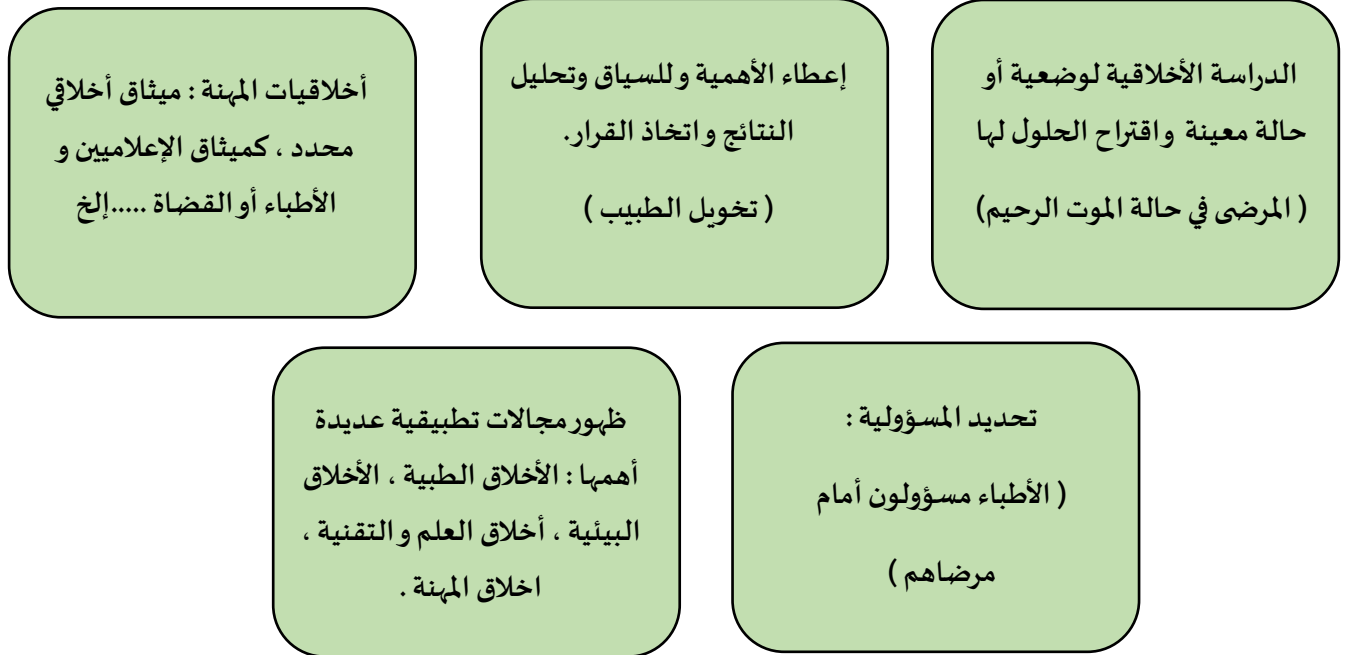 الدراسة الأخلاقية لوضعية أو
حالة معينة واقتراح الحلول لها
( المرضى في حالة الموت الرحيم)
إعطاء الأهمية وللسياق وتحليل
النتائج واتخاذ القرار.
( تخويل الطبيب )
أخلاقيات المهنة : ميثاق أخلاقي
محدد ، كميثاق الإعلاميين و
الأطباء أو القضاة .....إلخ
تحديد المسؤولية :
( الأطباء مسؤولون أمام
مرضاهم )
ظهور مجالات تطبيقية عديدة
أهمها : الأخلاق الطبية ، الأخلاق
البيئية ، أخلاق العلم والتقنية ،
اخلاق المهنة .